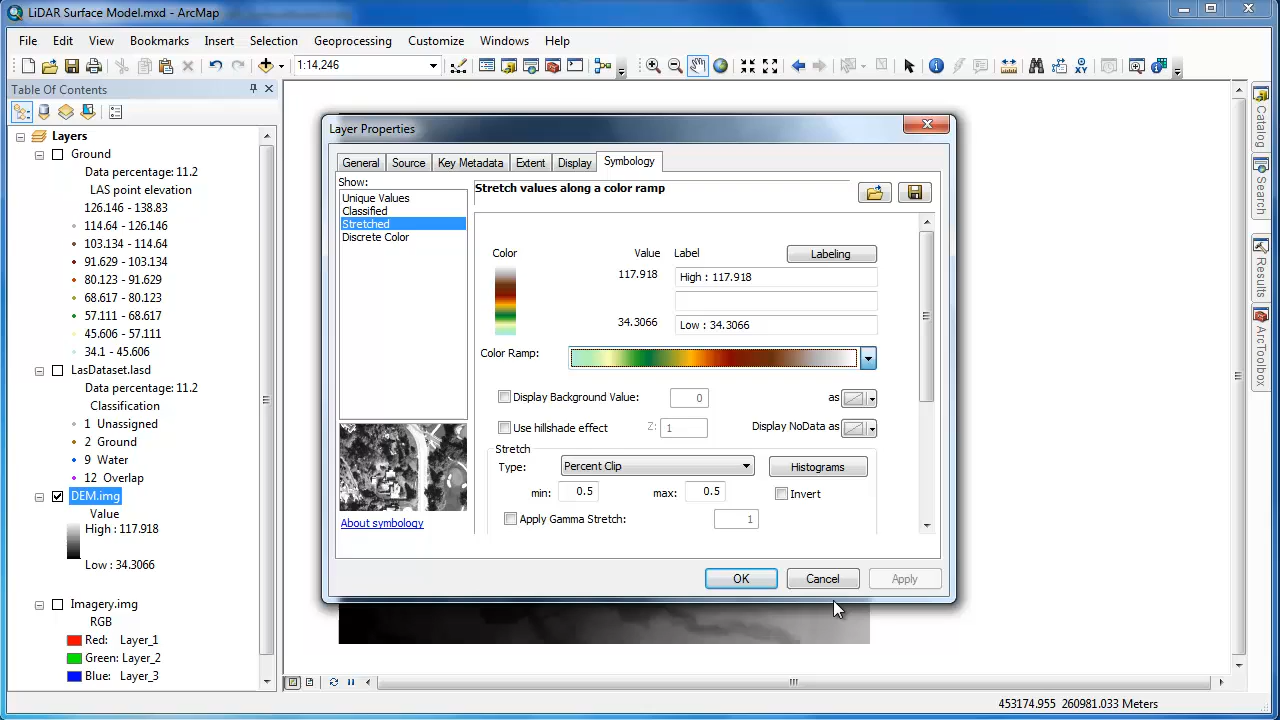 LiDAR Surface Model.mxd - ArcMap
File Edit View Bookmarks Insert Selection Geoprocessing Customize Windows Help
1:14,246
Table Of Contents
Layers
Ground
Data percentage: 11.2
LAS point elevation
126.146 - 138.83
114.64 - 126.146
103.134 - 114.64
91.629 - 103.134
80.123 - 91.629
68.617 - 80.123
57.111 - 68.617
45.606 - 57.111
34.1 - 45.606
LasDataset.lasd
Data percentage: 11.2
Classification
1 Unassigned
2 Ground
9 Water
12 Overlap
DEM.img
Value
High : 117.918
Low : 34.3066
Imagery.img
RGB
Red: Layer_1
Green: Layer_2
Blue: Layer_3
Layer Properties
General Source Key Metadata Extent Display Symbology
Show:
Unique Values
Classified
Stretched
Discrete Color
About symbology
Stretch values along a color ramp
Color Value Label Labeling
117.918 High : 117.918
34.3066 Low : 34.3066
Color Ramp:
Display Background Value: 0 as
Use hillshade effect Z: 1 Display NoData as
Stretch
Type: Percent Clip Histograms
min: 0.5 max: 0.5 Invert
Apply Gamma Stretch: 1
OK Cancel Apply
Catalog
Search
Results
ArcToolbox
453174.955 260981.033 Meters